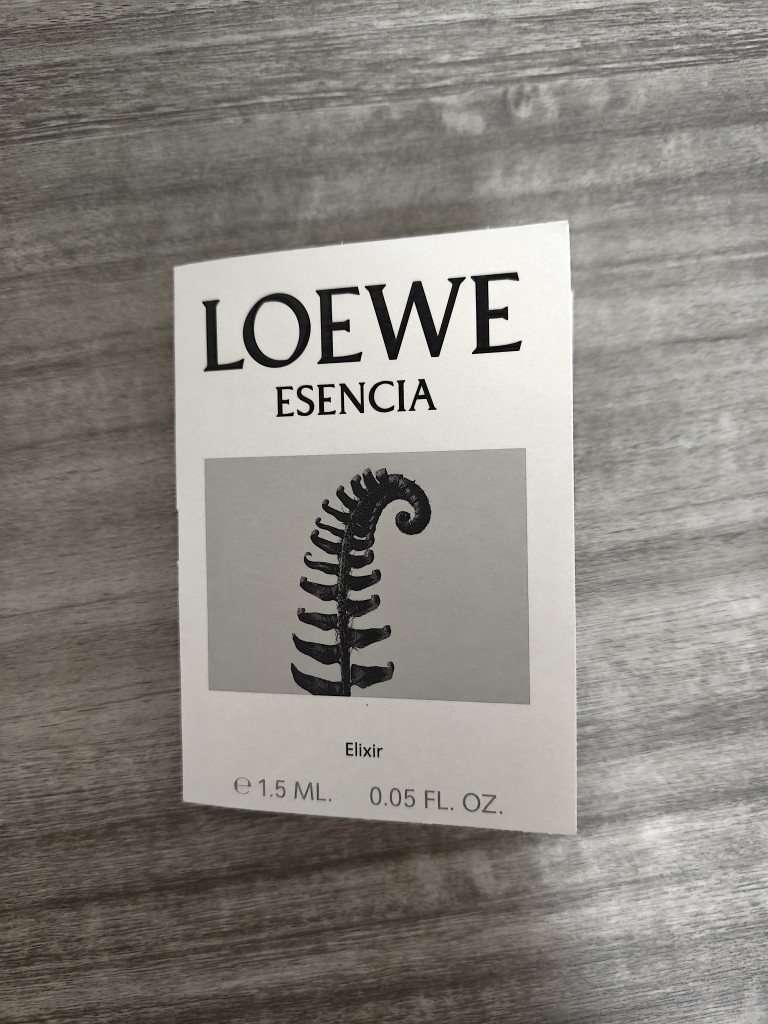 LOEWE
ESENCIA
Elixir
℮ 1.5 ML. 0.05 FL. OZ.